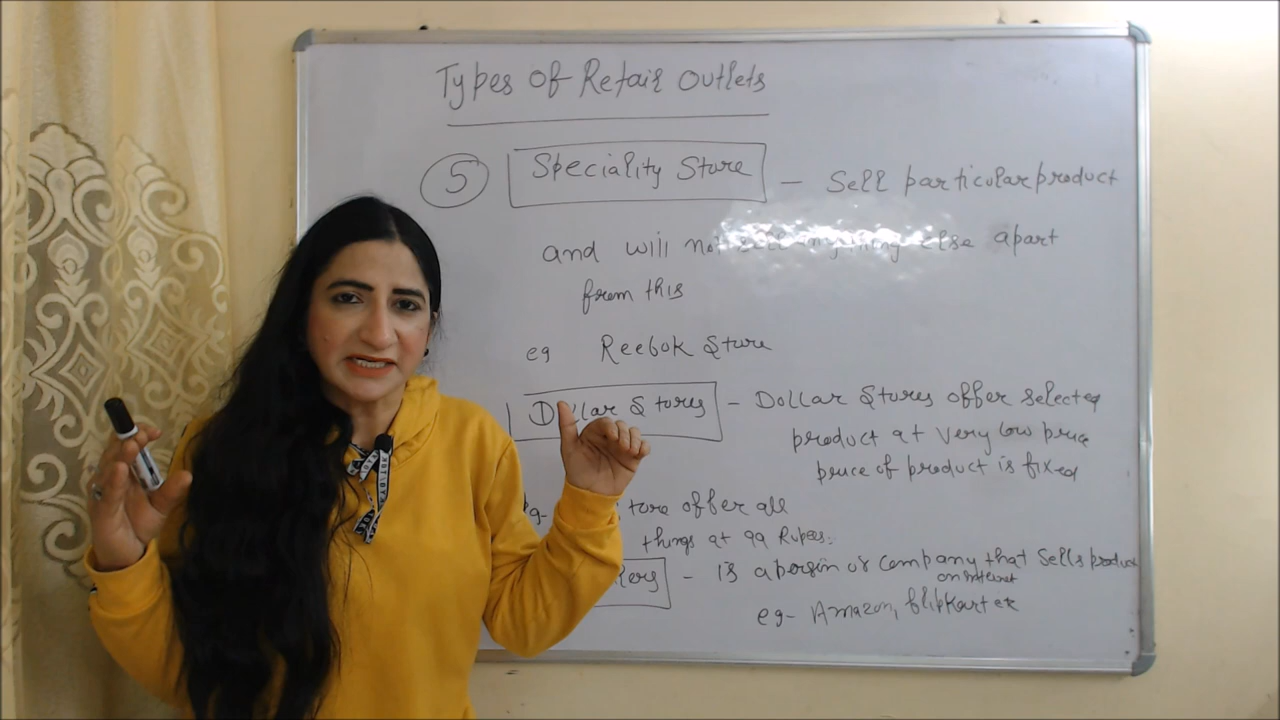 Types of Retail Outlets
5 Speciality Store - Sell particular product
and will not sell anything else apart
from this
eg Reebok Store
Dollar Stores - Dollar Stores offer selected
product at very low price
price of product is fixed
eg- tore offer all
things at 99 Rupees.
lers - is a person or company that sells product
on internet
eg- Amazon, flipkart etc